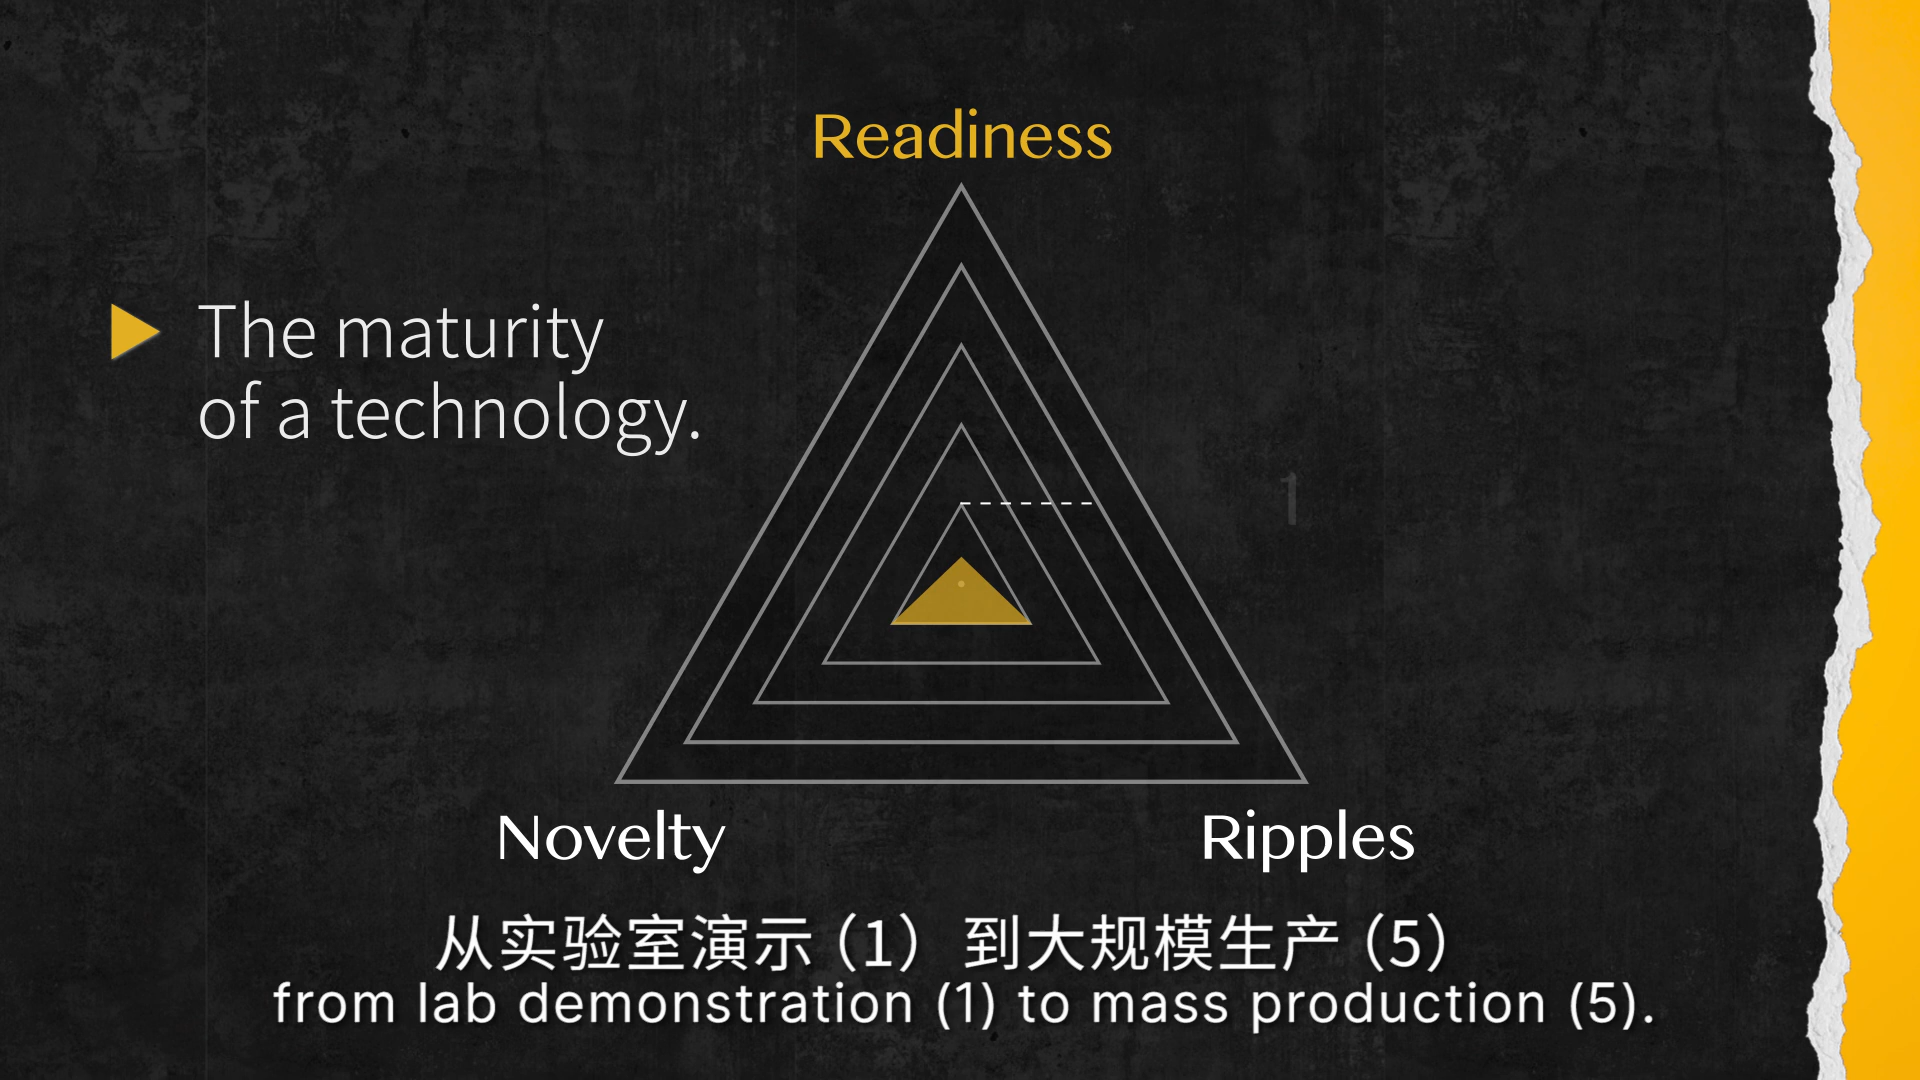 Readiness
The maturity
of a technology.
1
Novelty
Ripples
从实验室演示（1）到大规模生产（5）
from lab demonstration (1) to mass production (5).